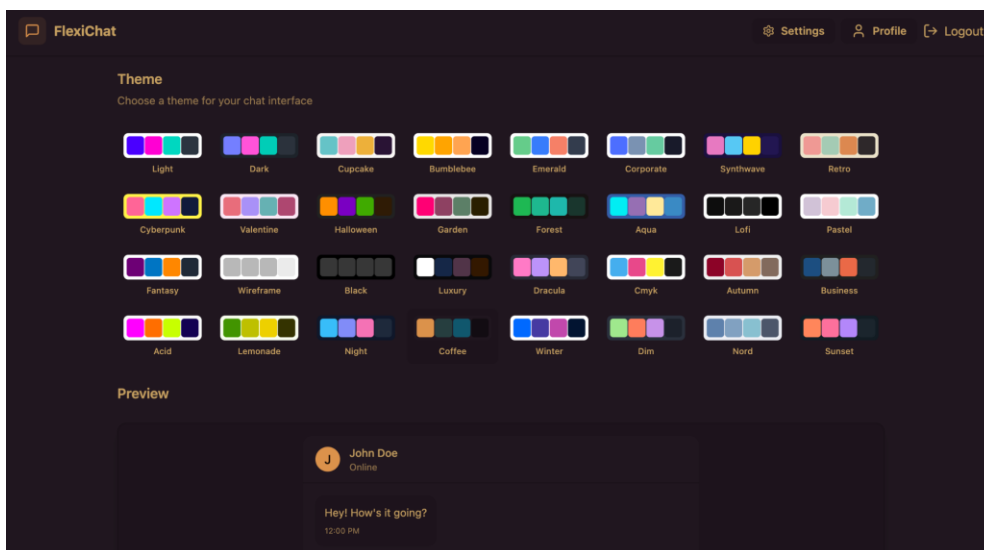 FlexiChat
Settings Profile Logout
Theme
Choose a theme for your chat interface
Light Dark Cupcake Bumblebee Emerald Corporate Synthwave Retro
Cyberpunk Valentine Halloween Garden Forest Aqua Lofi Pastel
Fantasy Wireframe Black Luxury Dracula Cmyk Autumn Business
Acid Lemonade Night Coffee Winter Dim Nord Sunset
Preview
J
John Doe
Online
Hey! How's it going?
12:00 PM